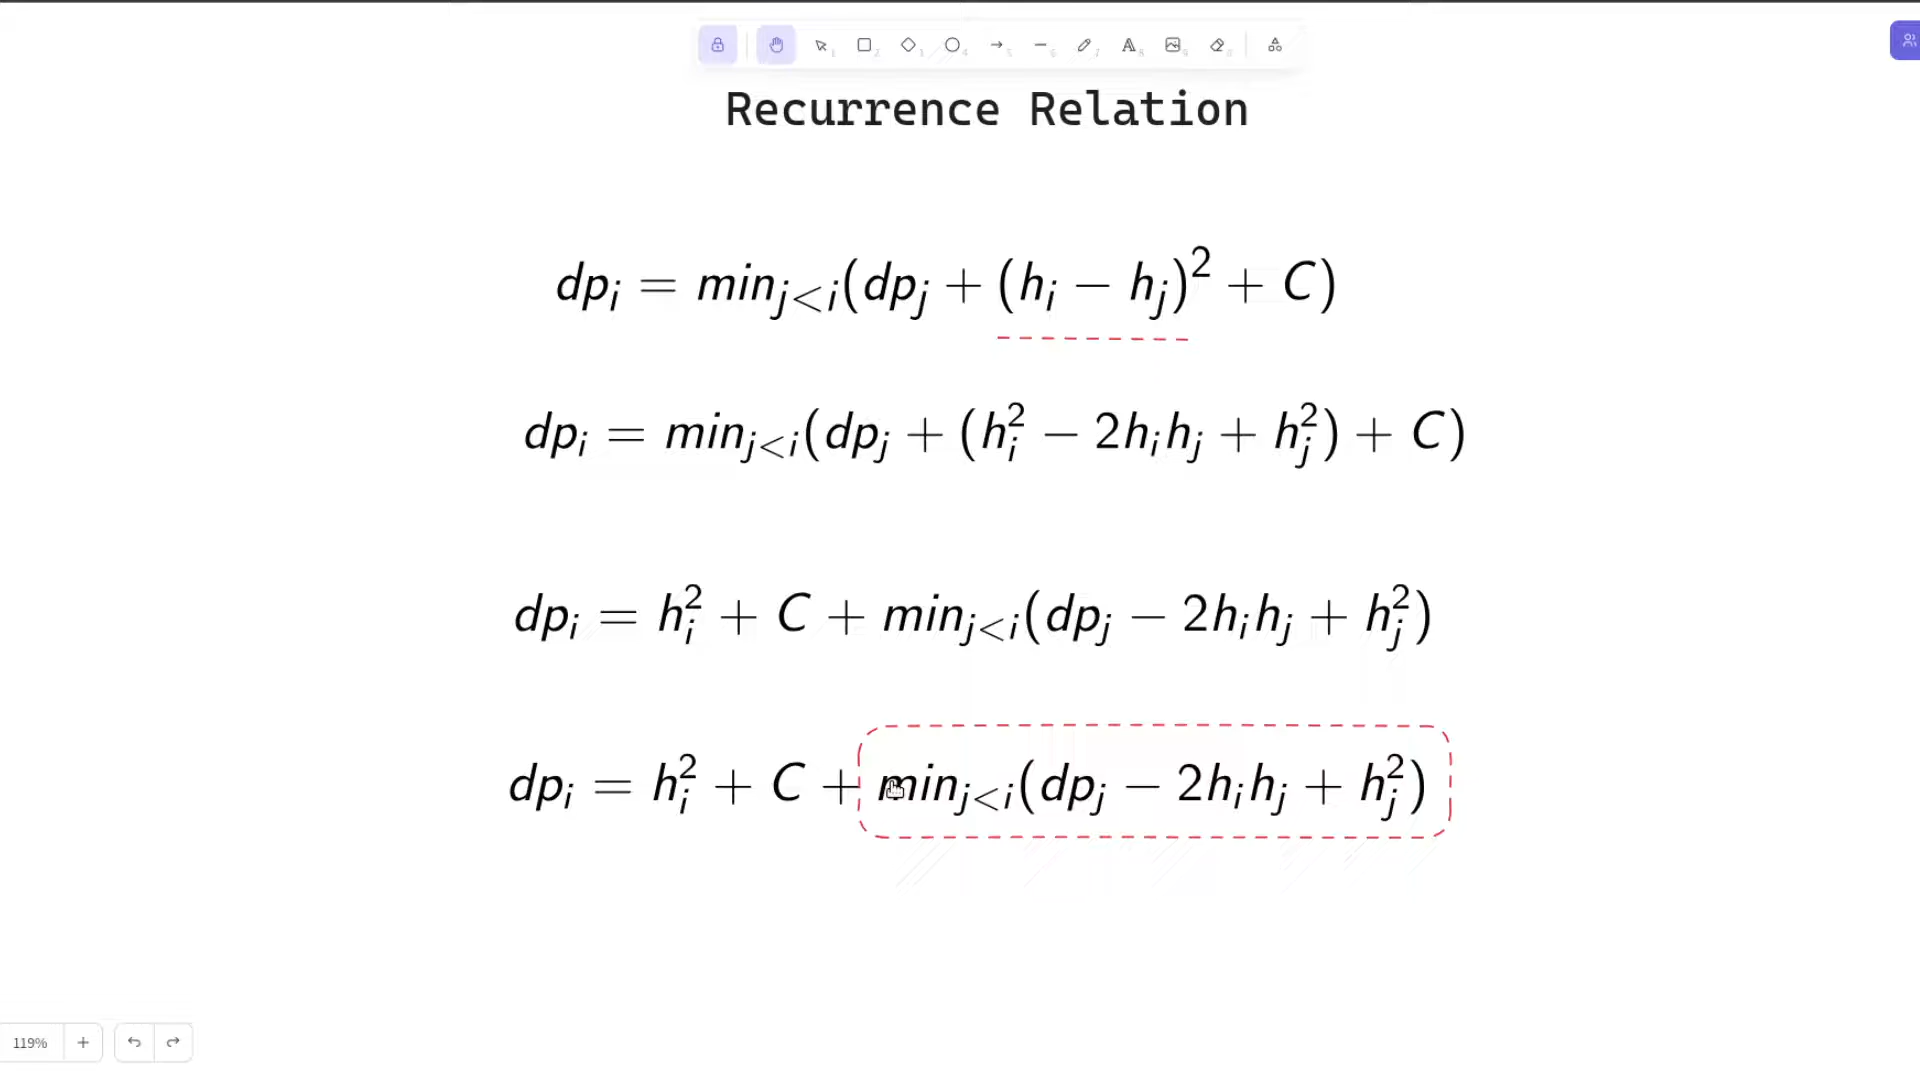 Recurrence Relation
dp_i = min_{j<i}(dp_j + (h_i − h_j)^2 + C)
dp_i = min_{j<i}(dp_j + (h_i^2 − 2h_ih_j + h_j^2) + C)
dp_i = h_i^2 + C + min_{j<i}(dp_j − 2h_ih_j + h_j^2)
dp_i = h_i^2 + C + min_{j<i}(dp_j − 2h_ih_j + h_j^2)
119%